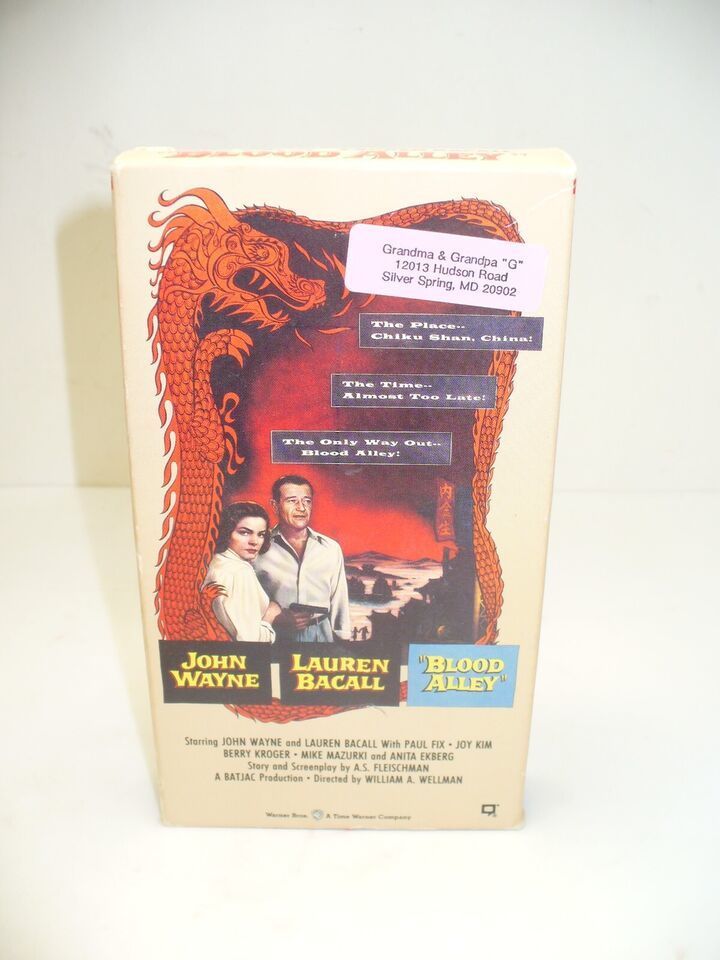 "BLOOD ALLEY"
Grandma & Grandpa "G"
12013 Hudson Road
Silver Spring, MD 20902
The Place--
Chiku Shan, China!
The Time--
Almost Too Late!
The Only Way Out--
Blood Alley!
JOHN
WAYNE
LAUREN
BACALL
"BLOOD
ALLEY"
Starring JOHN WAYNE and LAUREN BACALL With PAUL FIX • JOY KIM
BERRY KROGER • MIKE MAZURKI and ANITA EKBERG
Story and Screenplay by A.S. FLEISCHMAN
A BATJAC Production • Directed by WILLIAM A. WELLMAN
Warner Bros. A Time Warner Company